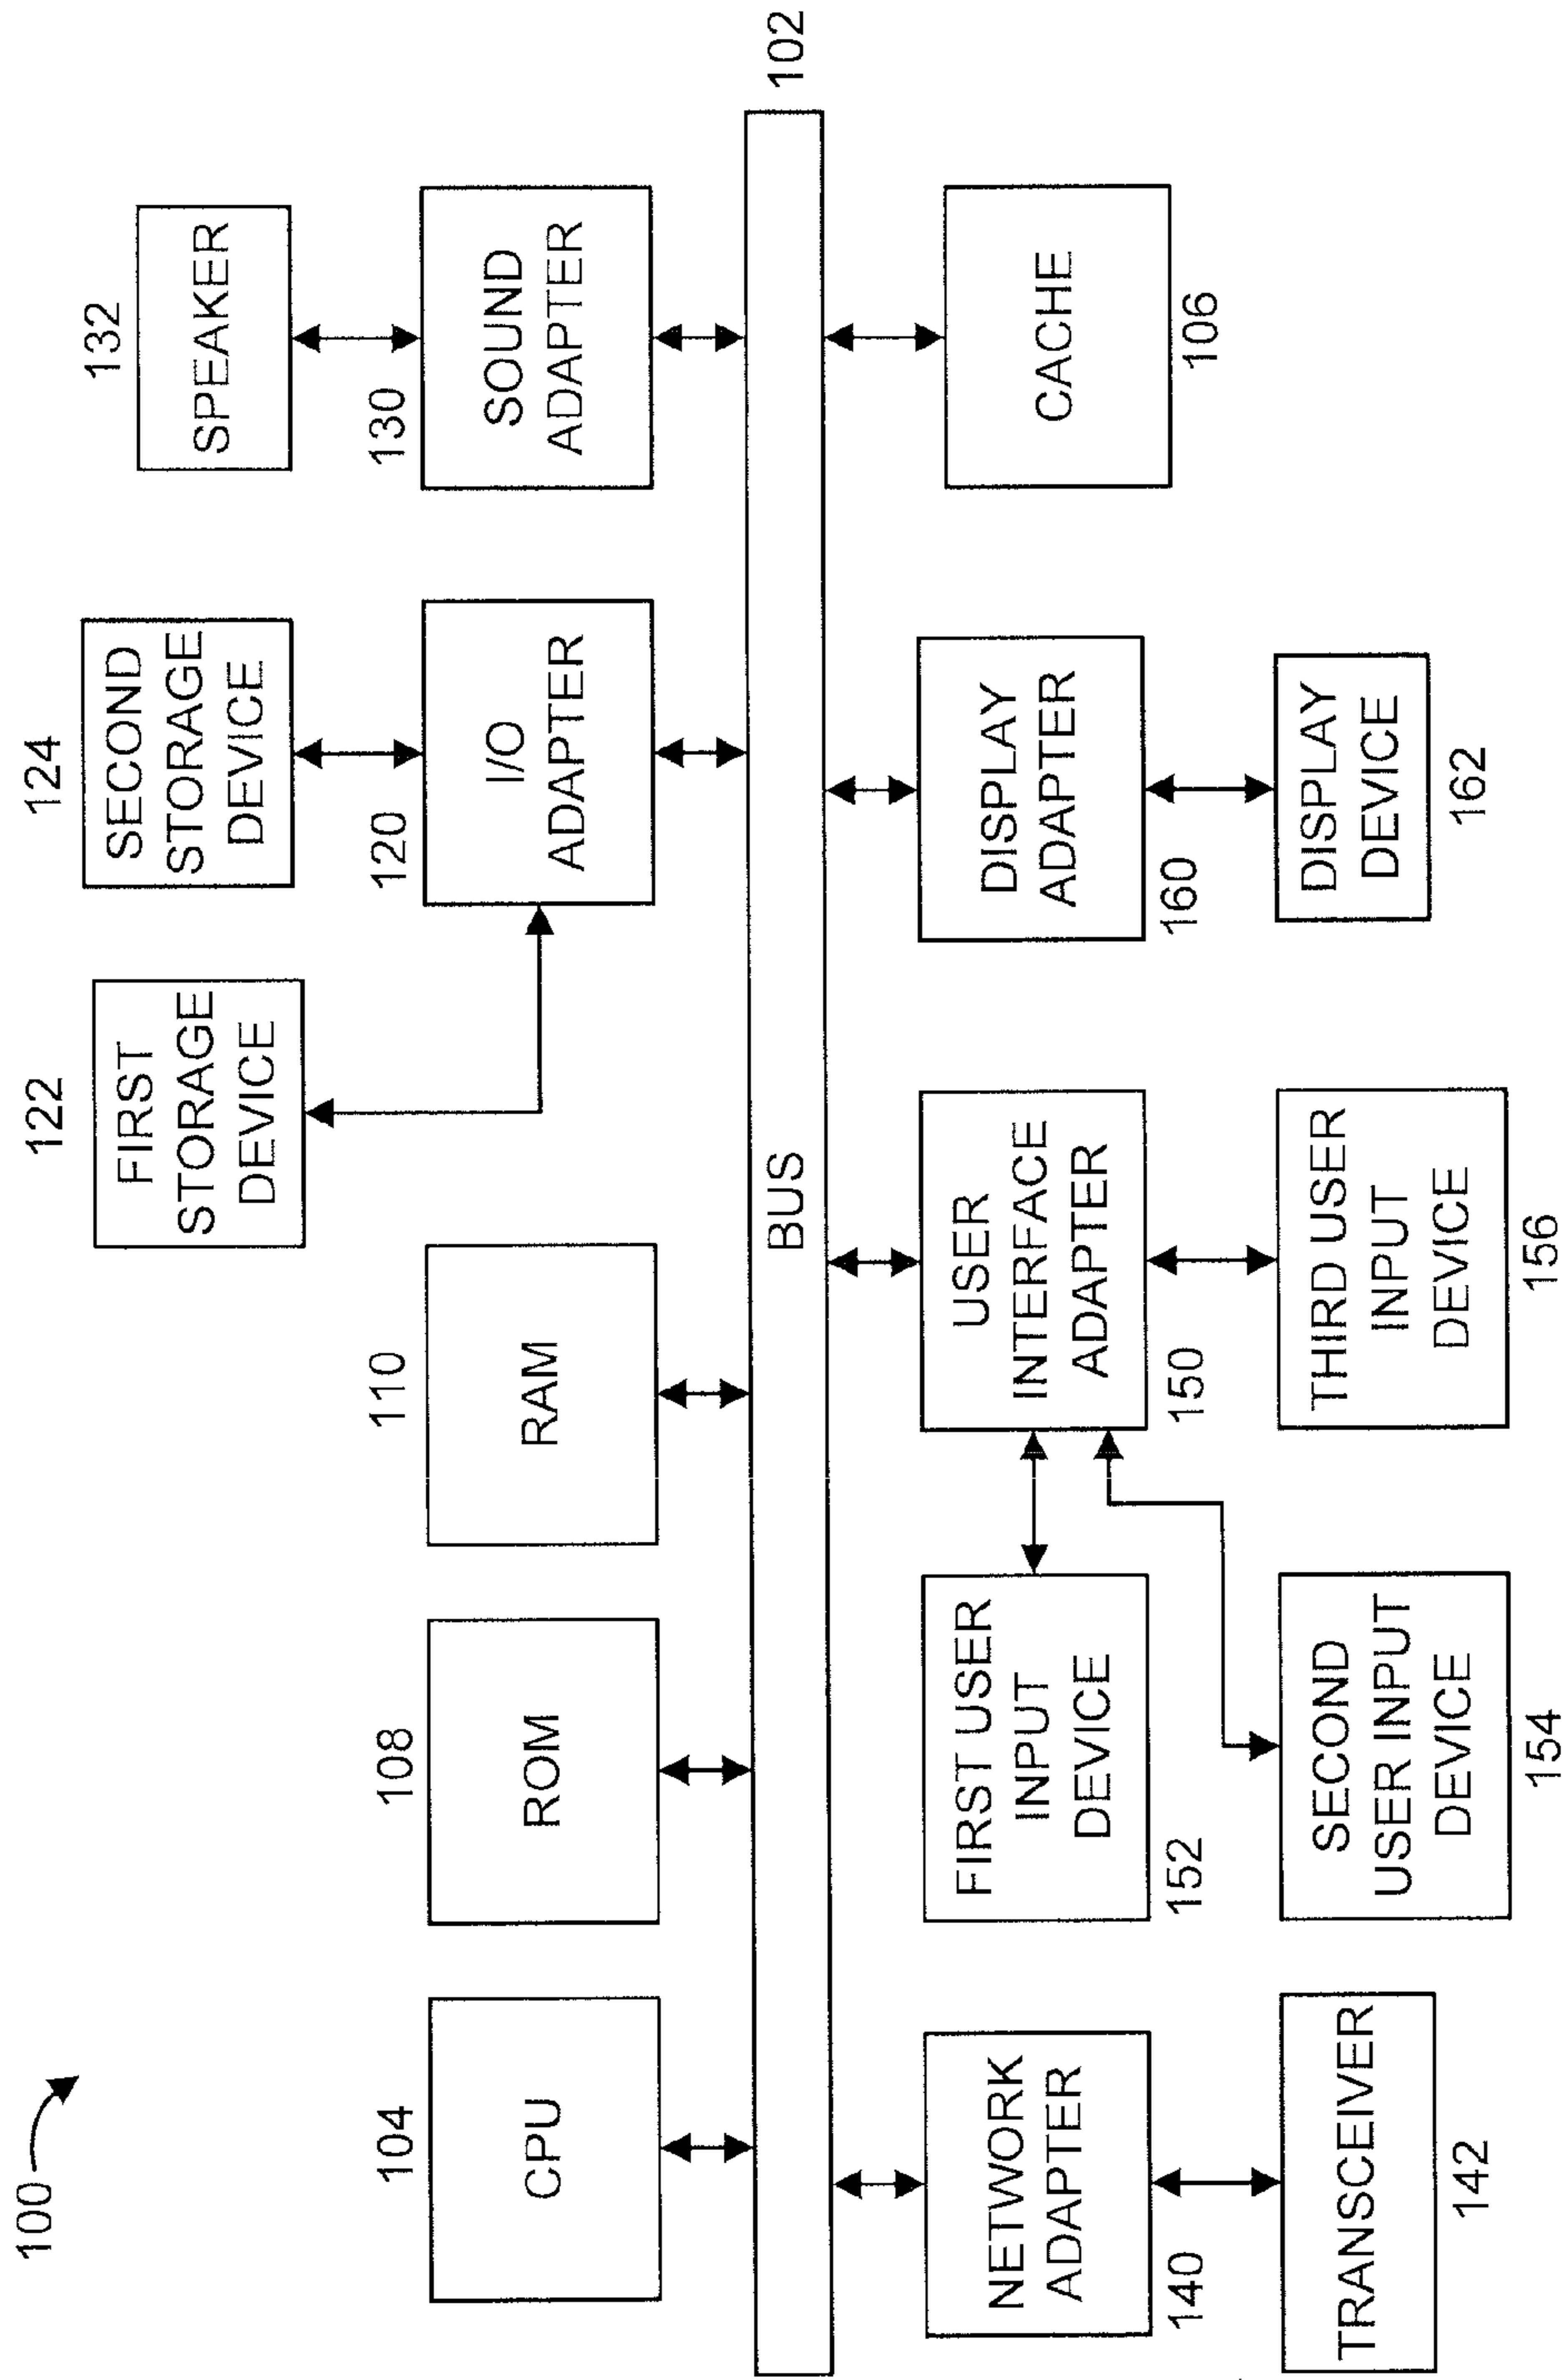 100
122
FIRST
STORAGE
DEVICE
124
SECOND
STORAGE
DEVICE
132
SPEAKER
104
CPU
108
ROM
110
RAM
120
I/O
ADAPTER
130
SOUND
ADAPTER
BUS
102
NETWORK
ADAPTER
140
FIRST USER
INPUT
DEVICE
152
USER
INTERFACE
ADAPTER
150
DISPLAY
ADAPTER
160
CACHE
106
TRANSCEIVER
142
SECOND
USER INPUT
DEVICE
154
THIRD USER
INPUT
DEVICE
156
DISPLAY
DEVICE
162